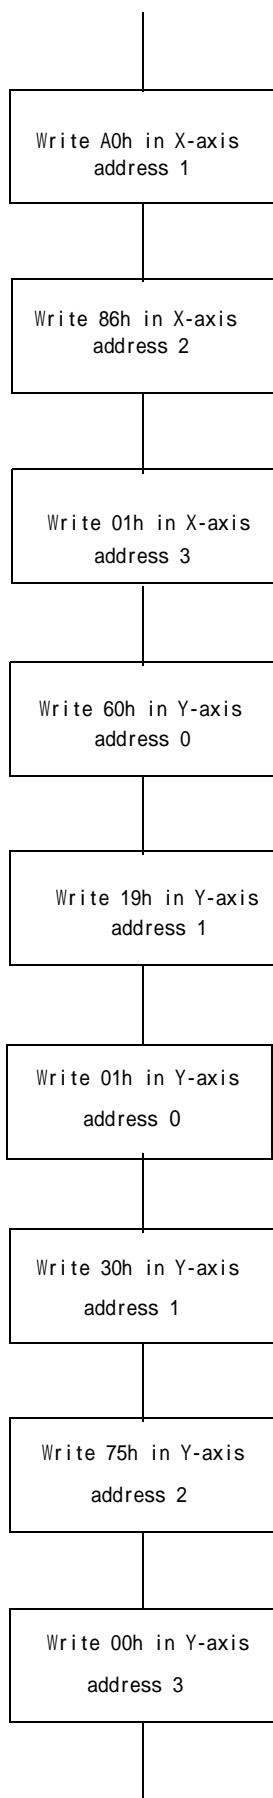 Write A0h in X-axis
address 1
Write 86h in X-axis
address 2
Write 01h in X-axis
address 3
Write 60h in Y-axis
address 0
Write 19h in Y-axis
address 1
Write 01h in Y-axis
address 0
Write 30h in Y-axis
address 1
Write 75h in Y-axis
address 2
Write 00h in Y-axis
address 3